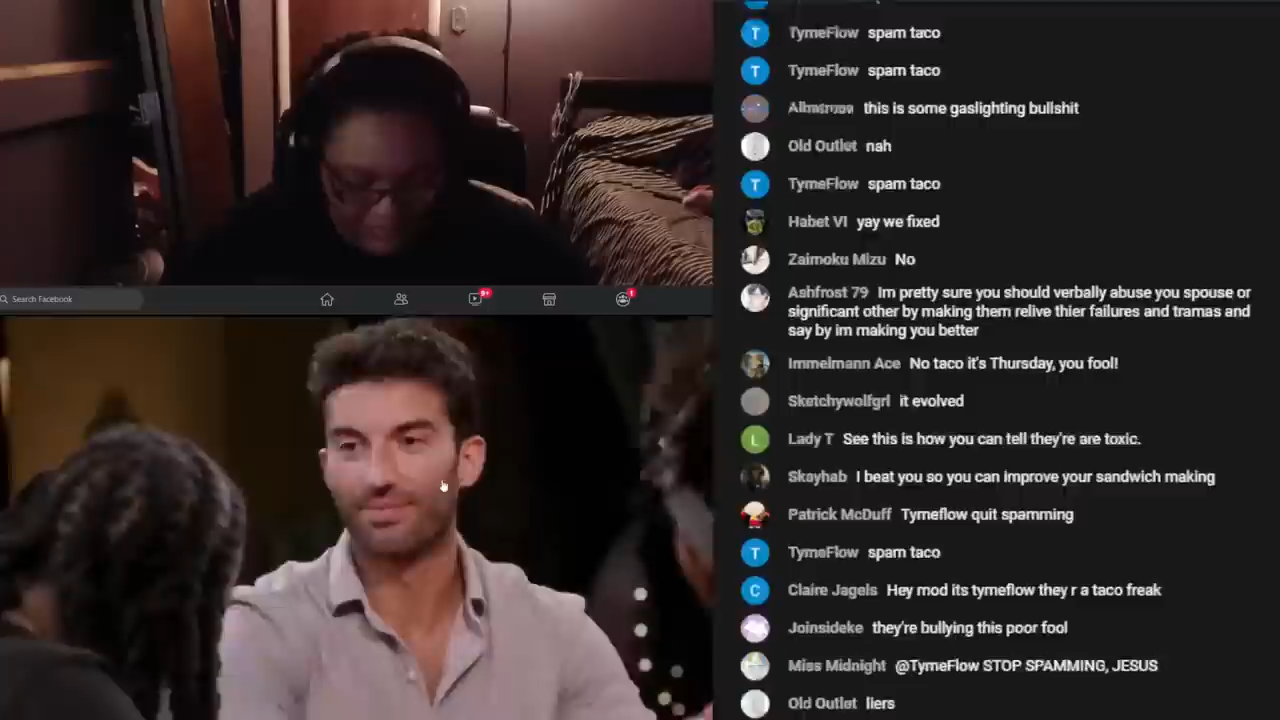 Search Facebook
9+
1
T TymeFlow spam taco
T TymeFlow spam taco
this is some gaslighting bullshit
Old Outlet nah
T TymeFlow spam taco
Habet VI yay we fixed
Zaimoku Mizu No
Ashfrost 79 Im pretty sure you should verbally abuse you spouse or
significant other by making them relive thier failures and tramas and
say by im making you better
Immelmann Ace No taco it's Thursday, you fool!
Sketchywolfgrl it evolved
L Lady T See this is how you can tell they're are toxic.
Skayhab I beat you so you can improve your sandwich making
Patrick McDuff Tymeflow quit spamming
T TymeFlow spam taco
C Claire Jagels Hey mod its tymeflow they r a taco freak
Joinsideke they're bullying this poor fool
Miss Midnight @TymeFlow STOP SPAMMING, JESUS
Old Outlet liers